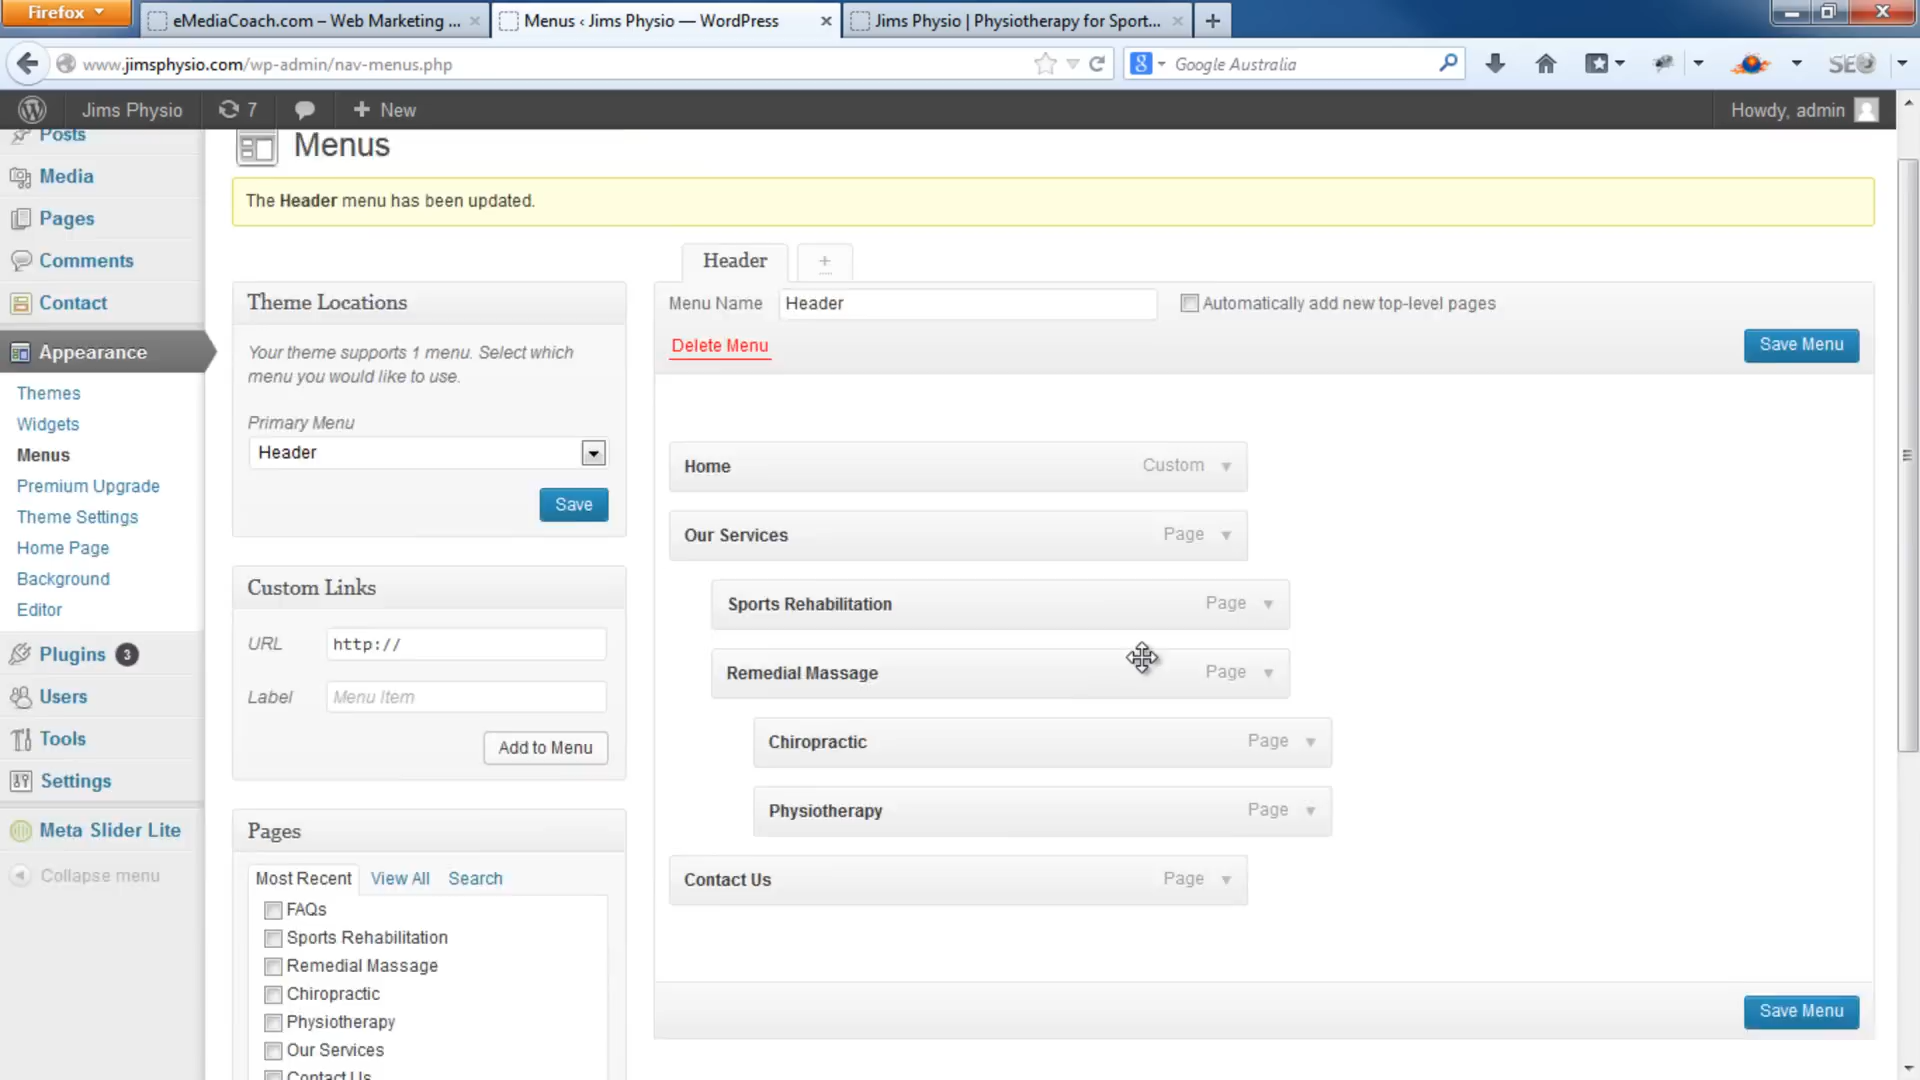 Firefox
eMediaCoach.com – Web Marketing ...
Menus ‹ Jims Physio — WordPress
Jims Physio | Physiotherapy for Sport...
www.jimsphysio.com/wp-admin/nav-menus.php
Google Australia
SEO
Jims Physio
7
New
Howdy, admin
Posts
Media
Pages
Comments
Contact
Appearance
Themes
Widgets
Menus
Premium Upgrade
Theme Settings
Home Page
Background
Editor
Plugins 3
Users
Tools
Settings
Meta Slider Lite
Collapse menu
Menus
The Header menu has been updated.
Theme Locations
Your theme supports 1 menu. Select which
menu you would like to use.
Primary Menu
Header
Save
Custom Links
URL
http://
Label
Menu Item
Add to Menu
Pages
Most Recent
View All
Search
FAQs
Sports Rehabilitation
Remedial Massage
Chiropractic
Physiotherapy
Our Services
Contact Us
Header
+
Menu Name
Header
Automatically add new top-level pages
Delete Menu
Save Menu
Home
Custom
Our Services
Page
Sports Rehabilitation
Page
Remedial Massage
Page
Chiropractic
Page
Physiotherapy
Page
Contact Us
Page
Save Menu